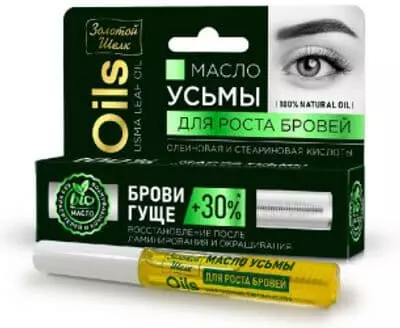 Золотой
Шелк
Oils
USMA LEAF OIL
МАСЛО
УСЬМЫ
| 100% NATURAL OIL |
ДЛЯ РОСТА БРОВЕЙ
ОЛЕИНОВАЯ И СТЕАРИНОВАЯ КИСЛОТЫ
bio
МАСЛО
БРОВИ
ГУЩЕ
+30%
ВОССТАНОВЛЕНИЕ ПОСЛЕ
ЛАМИНИРОВАНИЯ И ОКРАШИВАНИЯ
Золотой
Шелк
Oils
МАСЛО УСЬМЫ
ДЛЯ РОСТА БРОВЕЙ